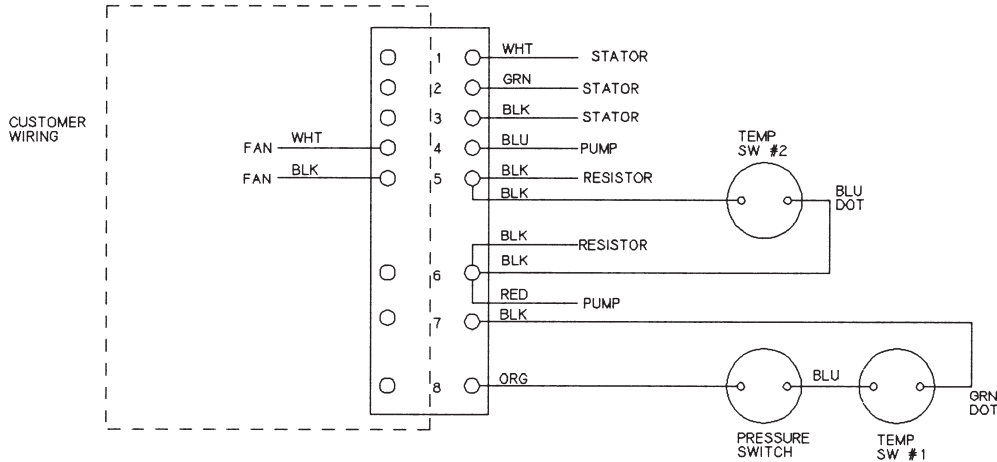 1 WHT STATOR
2 GRN STATOR
3 BLK STATOR
CUSTOMER
WIRING
FAN WHT 4 BLU PUMP
TEMP
SW #2
FAN BLK 5 BLK RESISTOR
BLK
BLU
DOT
BLK RESISTOR
6 BLK
RED PUMP
7 BLK
8 ORG
BLU
GRN
DOT
PRESSURE
SWITCH
TEMP
SW #1